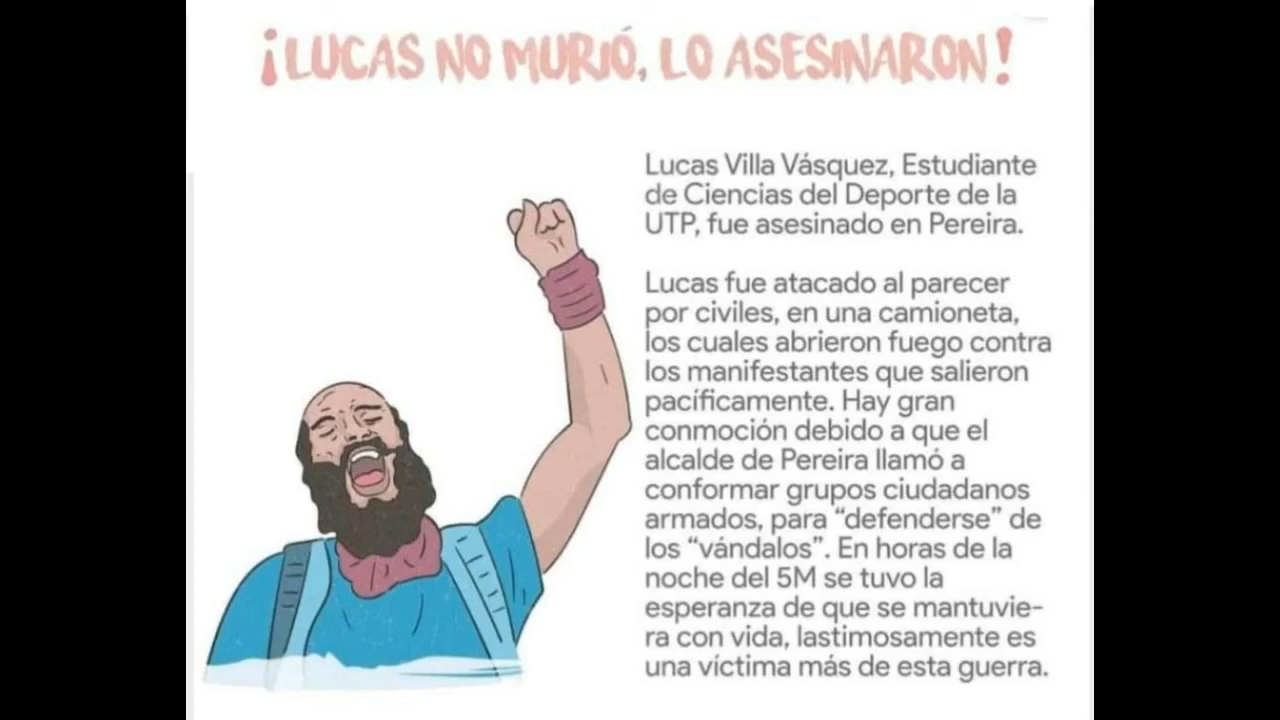 ¡LUCAS NO MURIÓ, LO ASESINARON!
Lucas Villa Vásquez, Estudiante
de Ciencias del Deporte de la
UTP, fue asesinado en Pereira.
Lucas fue atacado al parecer
por civiles, en una camioneta,
los cuales abrieron fuego contra
los manifestantes que salieron
pacíficamente. Hay gran
conmoción debido a que el
alcalde de Pereira llamó a
conformar grupos ciudadanos
armados, para “defenderse” de
los “vándalos”. En horas de la
noche del 5M se tuvo la
esperanza de que se mantuvie-
ra con vida, lastimosamente es
una víctima más de esta guerra.